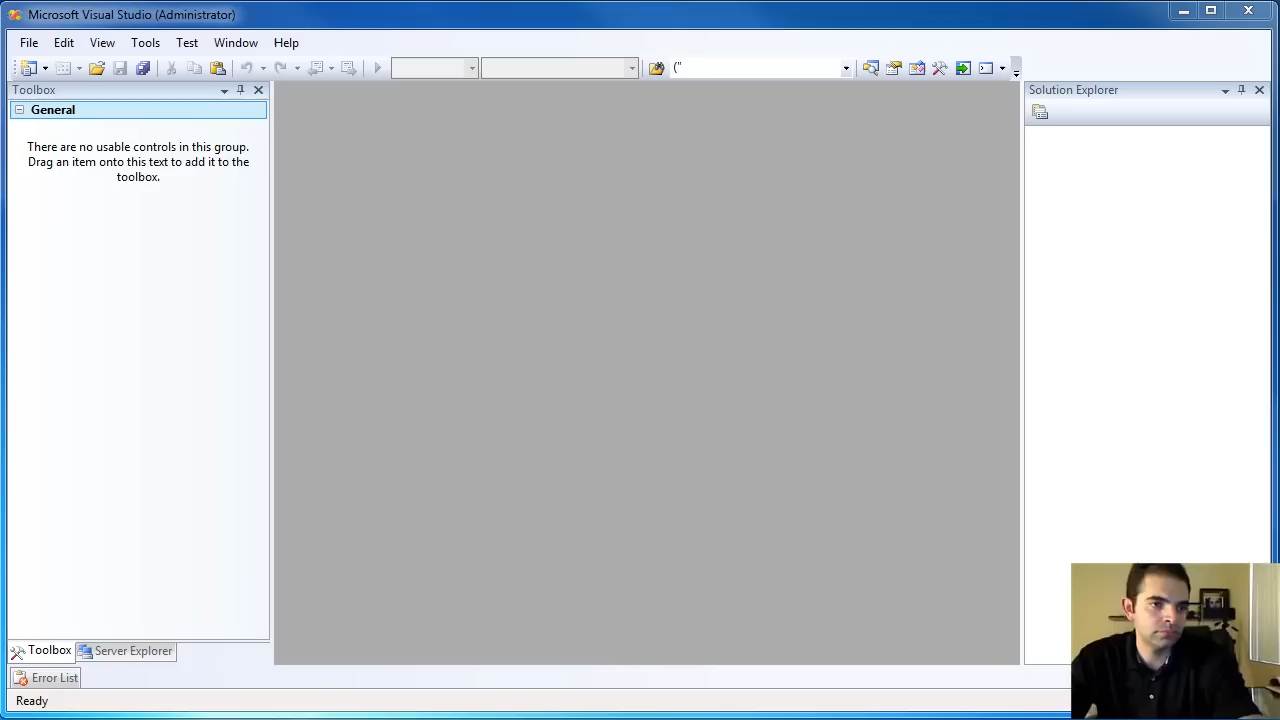 Microsoft Visual Studio (Administrator)
File Edit View Tools Test Window Help
("
Toolbox
General
There are no usable controls in this group.
Drag an item onto this text to add it to the
toolbox.
Solution Explorer
Toolbox Server Explorer
Error List
Ready